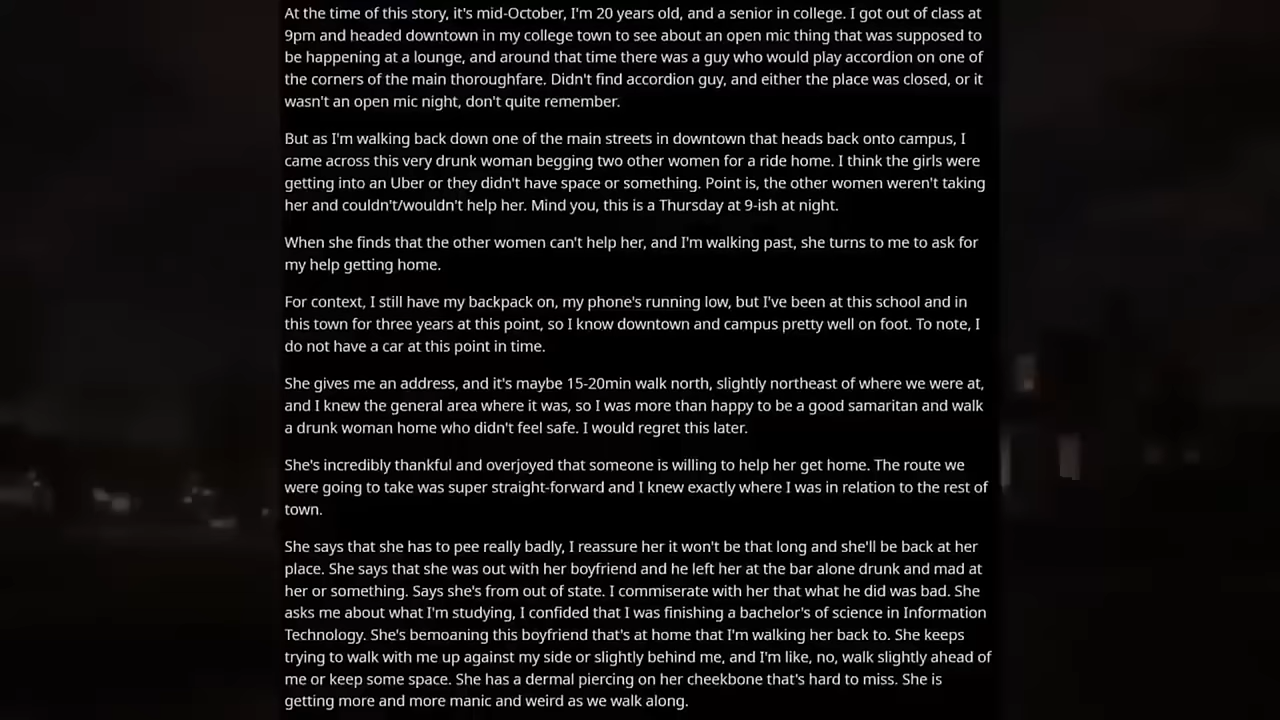 At the time of this story, it's mid-October, I'm 20 years old, and a senior in college. I got out of class at
9pm and headed downtown in my college town to see about an open mic thing that was supposed to
be happening at a lounge, and around that time there was a guy who would play accordion on one of
the corners of the main thoroughfare. Didn't find accordion guy, and either the place was closed, or it
wasn't an open mic night, don't quite remember.
But as I'm walking back down one of the main streets in downtown that heads back onto campus, I
came across this very drunk woman begging two other women for a ride home. I think the girls were
getting into an Uber or they didn't have space or something. Point is, the other women weren't taking
her and couldn't/wouldn't help her. Mind you, this is a Thursday at 9-ish at night.
When she finds that the other women can't help her, and I'm walking past, she turns to me to ask for
my help getting home.
For context, I still have my backpack on, my phone's running low, but I've been at this school and in
this town for three years at this point, so I know downtown and campus pretty well on foot. To note, I
do not have a car at this point in time.
She gives me an address, and it's maybe 15-20min walk north, slightly northeast of where we were at,
and I knew the general area where it was, so I was more than happy to be a good samaritan and walk
a drunk woman home who didn't feel safe. I would regret this later.
She's incredibly thankful and overjoyed that someone is willing to help her get home. The route we
were going to take was super straight-forward and I knew exactly where I was in relation to the rest of
town.
She says that she has to pee really badly, I reassure her it won't be that long and she'll be back at her
place. She says that she was out with her boyfriend and he left her at the bar alone drunk and mad at
her or something. Says she's from out of state. I commiserate with her that what he did was bad. She
asks me about what I'm studying, I confided that I was finishing a bachelor's of science in Information
Technology. She's bemoaning this boyfriend that's at home that I'm walking her back to. She keeps
trying to walk with me up against my side or slightly behind me, and I'm like, no, walk slightly ahead of
me or keep some space. She has a dermal piercing on her cheekbone that's hard to miss. She is
getting more and more manic and weird as we walk along.